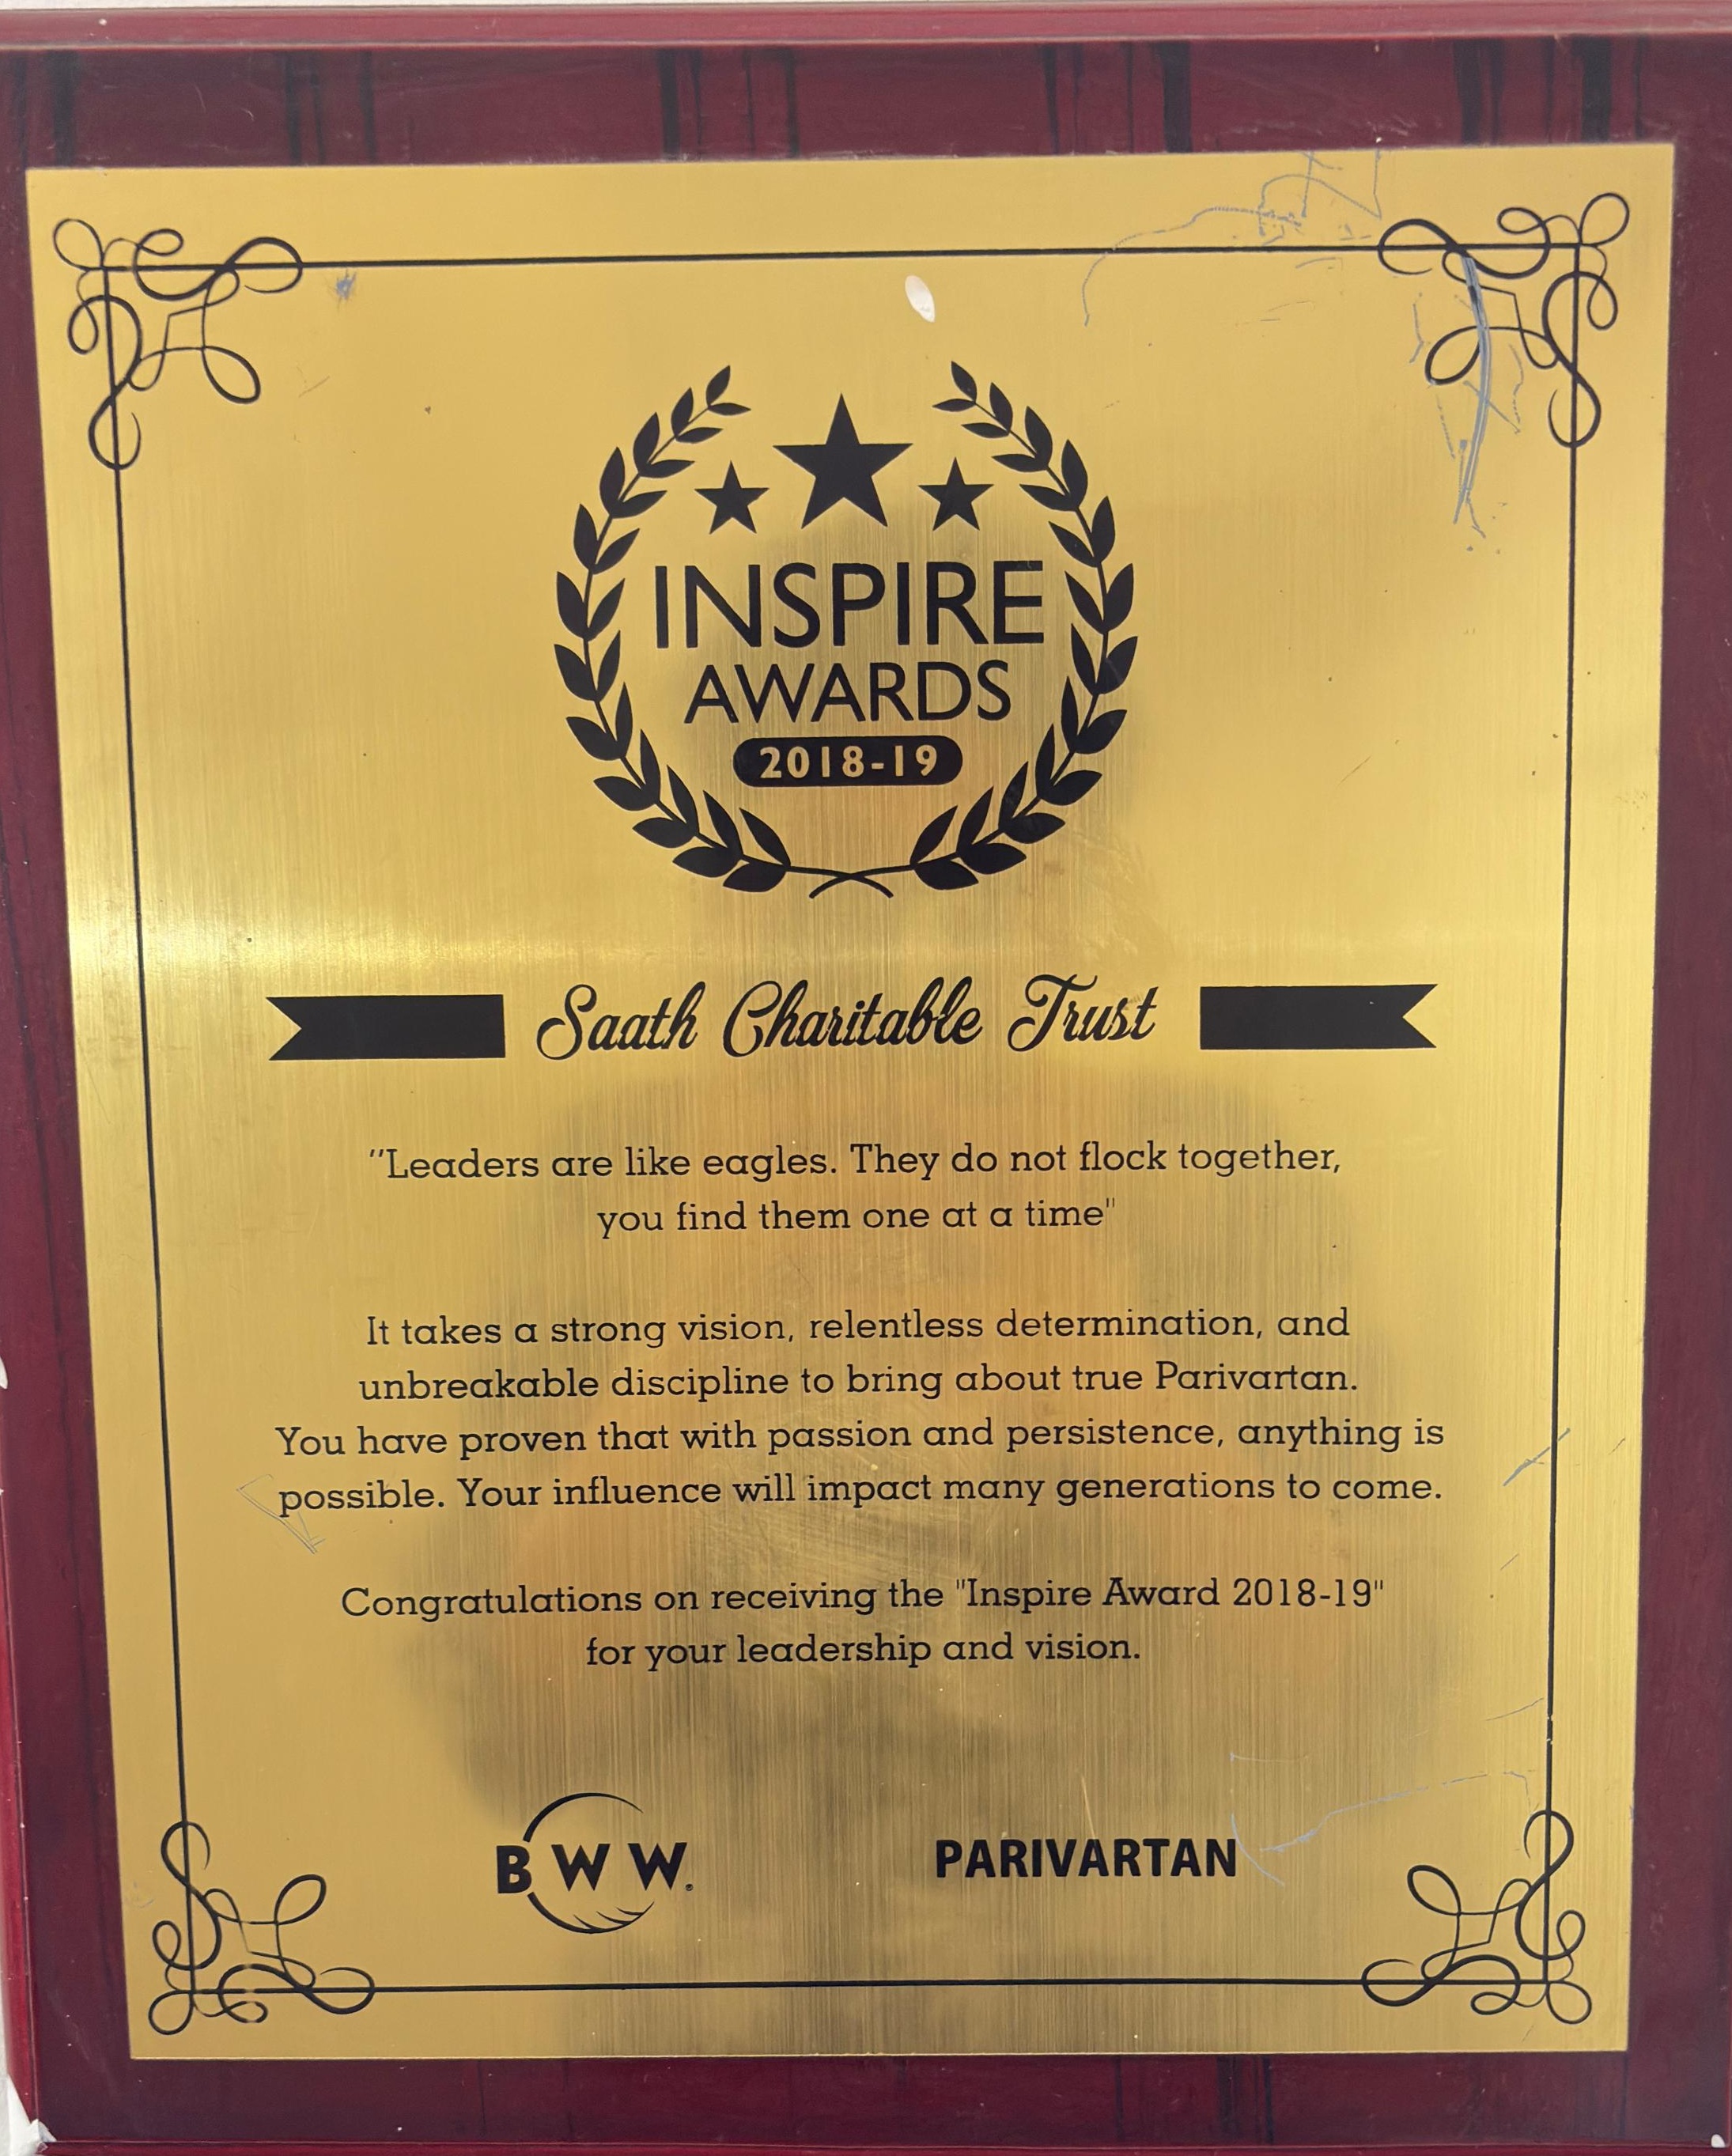 INSPIRE
AWARDS
2018-19
Saath Charitable Trust
"Leaders are like eagles. They do not flock together,
you find them one at a time"
It takes a strong vision, relentless determination, and
unbreakable discipline to bring about true Parivartan.
You have proven that with passion and persistence, anything is
possible. Your influence will impact many generations to come.
Congratulations on receiving the "Inspire Award 2018-19"
for your leadership and vision.
BWW.
PARIVARTAN